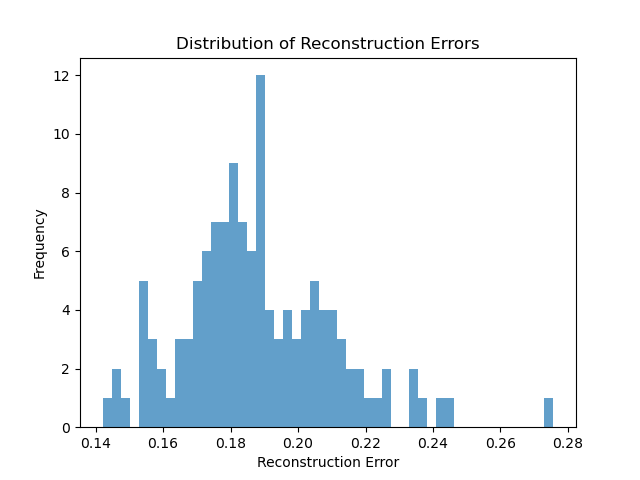 Distribution of Reconstruction Errors
12
10
8
6
4
2
0
Frequency
0.14 0.16 0.18 0.20 0.22 0.24 0.26 0.28
Reconstruction Error